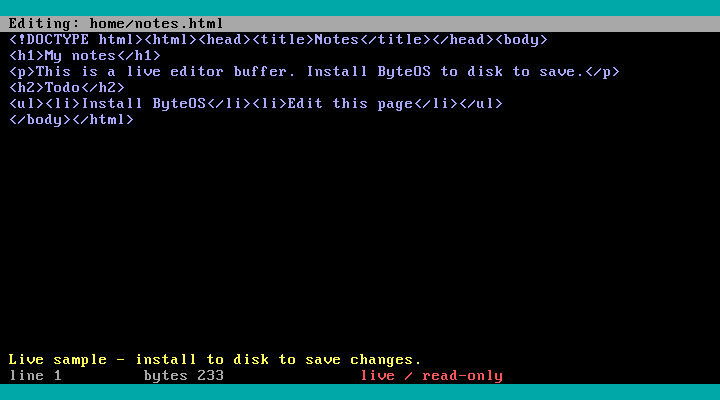 Editing: home/notes.html
<!DOCTYPE html><html><head><title>Notes</title></head><body>
<h1>My notes</h1>
<p>This is a live editor buffer. Install ByteOS to disk to save.</p>
<h2>Todo</h2>
<ul><li>Install ByteOS</li><li>Edit this page</li></ul>
</body></html>
Live sample - install to disk to save changes.
line 1 bytes 233 live / read-only